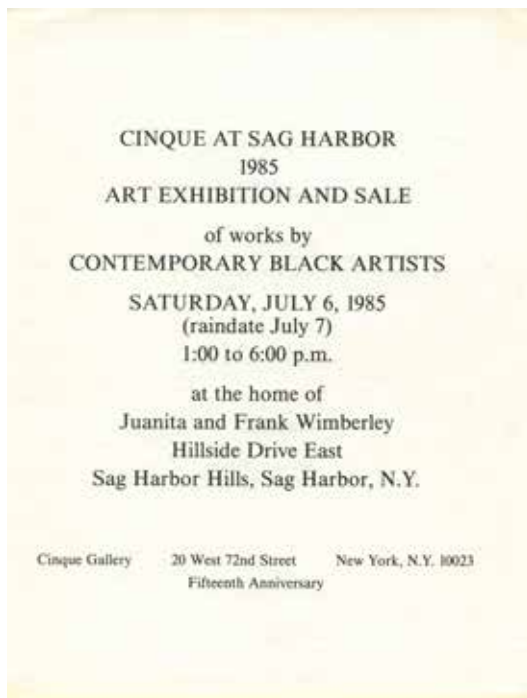 CINQUE AT SAG HARBOR
1985
ART EXHIBITION AND SALE
of works by
CONTEMPORARY BLACK ARTISTS
SATURDAY, JULY 6, 1985
(raindate July 7)
1:00 to 6:00 p.m.
at the home of
Juanita and Frank Wimberley
Hillside Drive East
Sag Harbor Hills, Sag Harbor, N.Y.
Cinque Gallery 20 West 72nd Street New York, N.Y. 10023
Fifteenth Anniversary